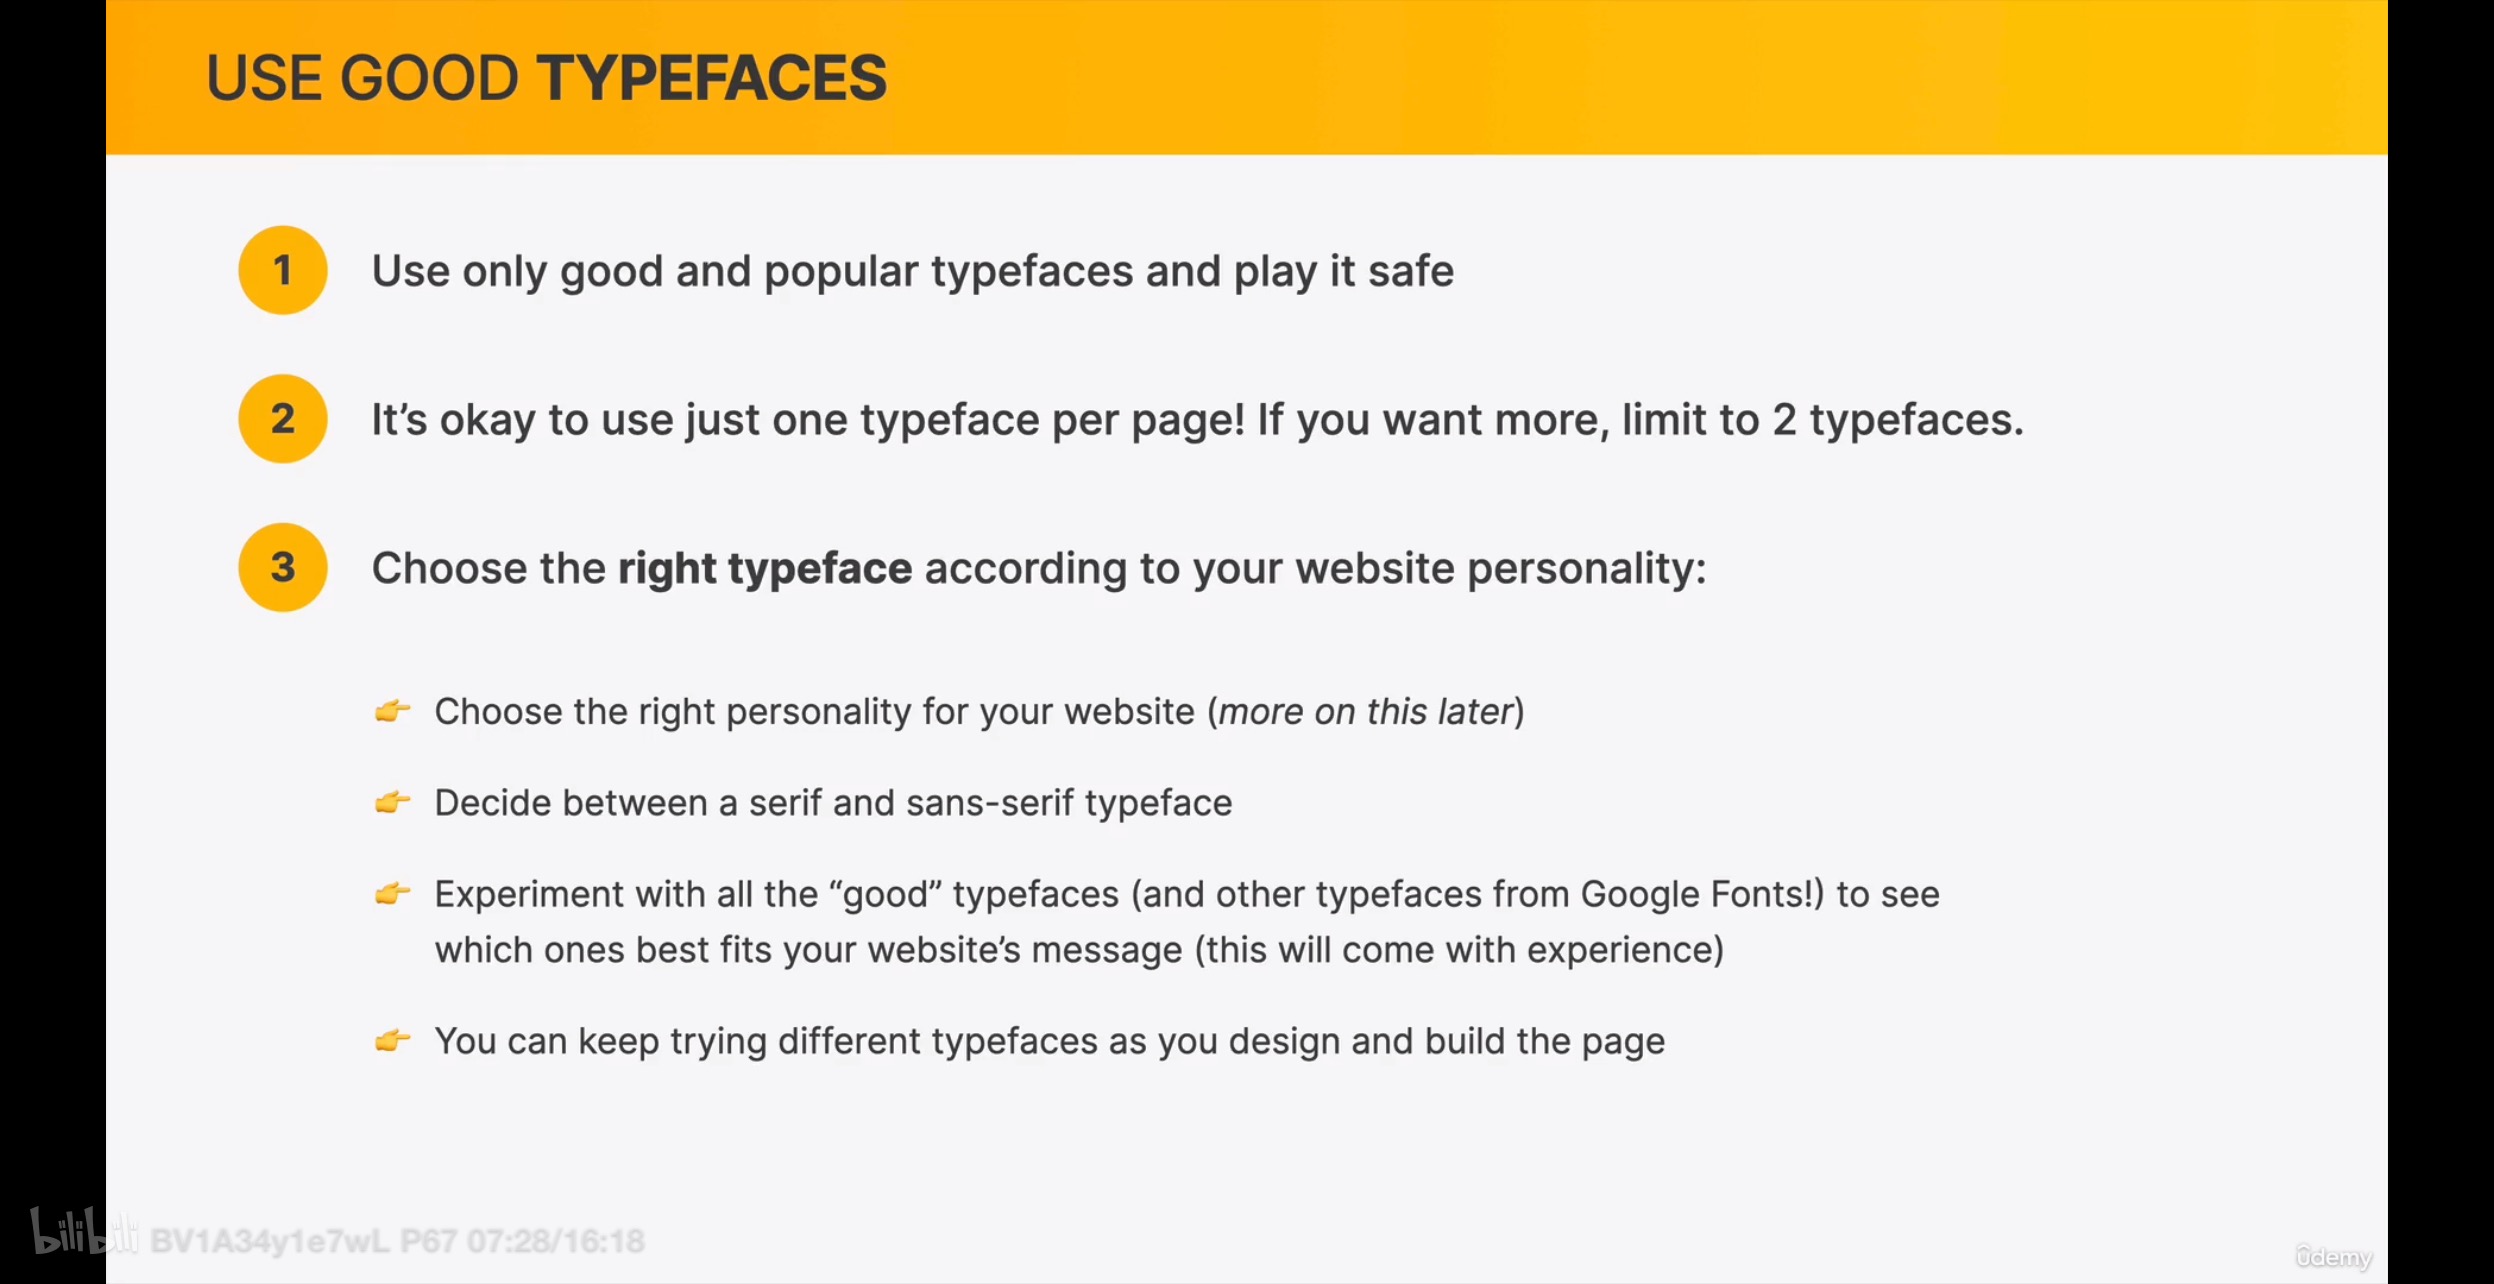 USE GOOD TYPEFACES
1 Use only good and popular typefaces and play it safe
2 It’s okay to use just one typeface per page! If you want more, limit to 2 typefaces.
3 Choose the right typeface according to your website personality:
👉 Choose the right personality for your website (more on this later)
👉 Decide between a serif and sans-serif typeface
👉 Experiment with all the “good” typefaces (and other typefaces from Google Fonts!) to see
which ones best fits your website’s message (this will come with experience)
👉 You can keep trying different typefaces as you design and build the page
bilibili BV1A34y1e7wL P67 07:28/16:18
ûdemy